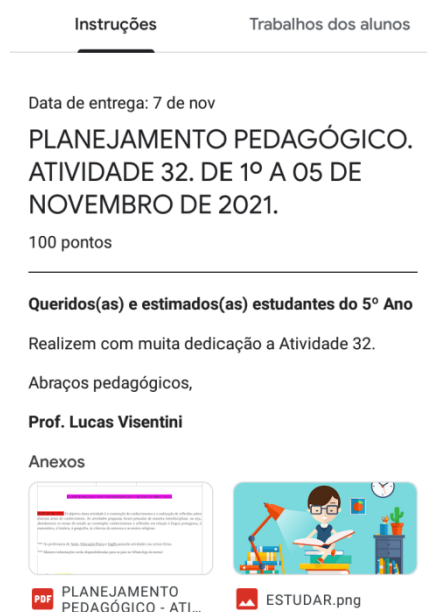 Instruções Trabalhos dos alunos
Data de entrega: 7 de nov
PLANEJAMENTO PEDAGÓGICO.
ATIVIDADE 32. DE 1º A 05 DE
NOVEMBRO DE 2021.
100 pontos
Queridos(as) e estimados(as) estudantes do 5º Ano
Realizem com muita dedicação a Atividade 32.
Abraços pedagógicos,
Prof. Lucas Visentini
Anexos
PDF PLANEJAMENTO
PEDAGÓGICO - ATI...
ESTUDAR.png